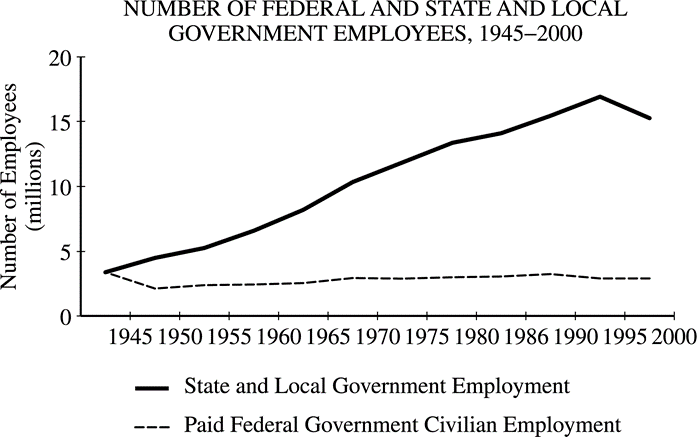 NUMBER OF FEDERAL AND STATE AND LOCAL
GOVERNMENT EMPLOYEES, 1945–2000
Number of Employees
(millions)
20
15
10
5
0
1945 1950 1955 1960 1965 1970 1975 1980 1986 1990 1995 2000
State and Local Government Employment
Paid Federal Government Civilian Employment